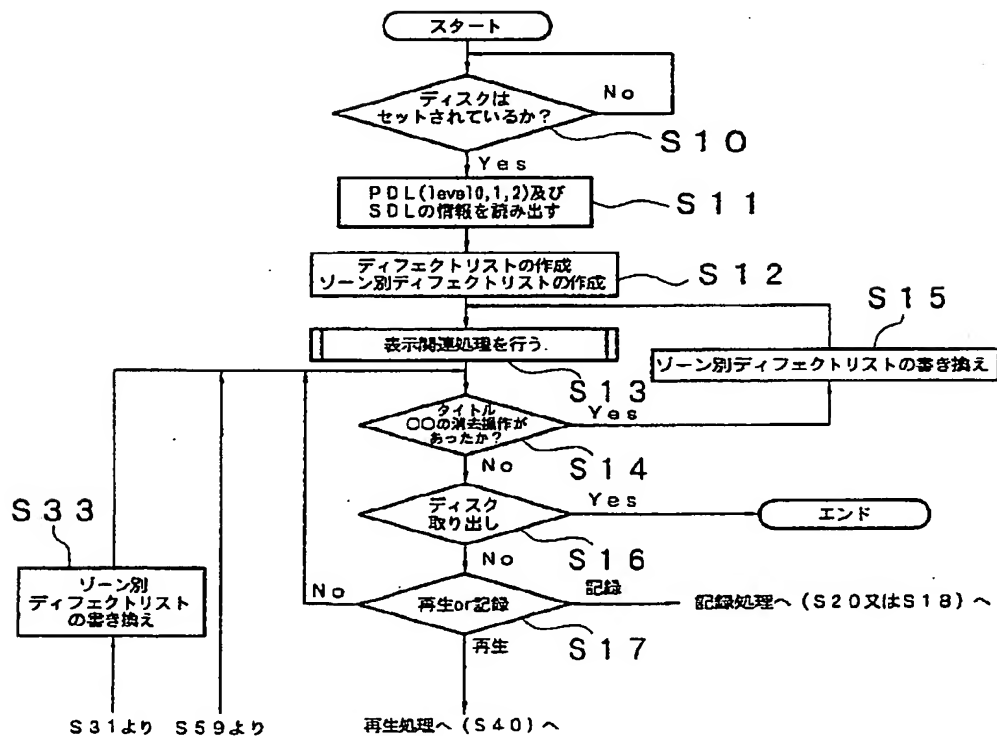 スタート
ディスクは
セットされているか?
No
S10
Yes
PDL(level0,1,2)及び
SDLの情報を読み出す
S11
ディフェクトリストの作成
ゾーン別ディフェクトリストの作成
S12
S15
表示関連処理を行う.
ゾーン別ディフェクトリストの書き換え
S13
タイトル
○○の消去操作が
あったか?
Yes
S14
No
ディスク
取り出し
Yes
エンド
S33
S16
No
ゾーン別
ディフェクトリスト
の書き換え
No
再生or記録
記録
記録処理へ(S20又はS18)へ
S17
再生
S31より
S59より
再生処理へ(S40)へ